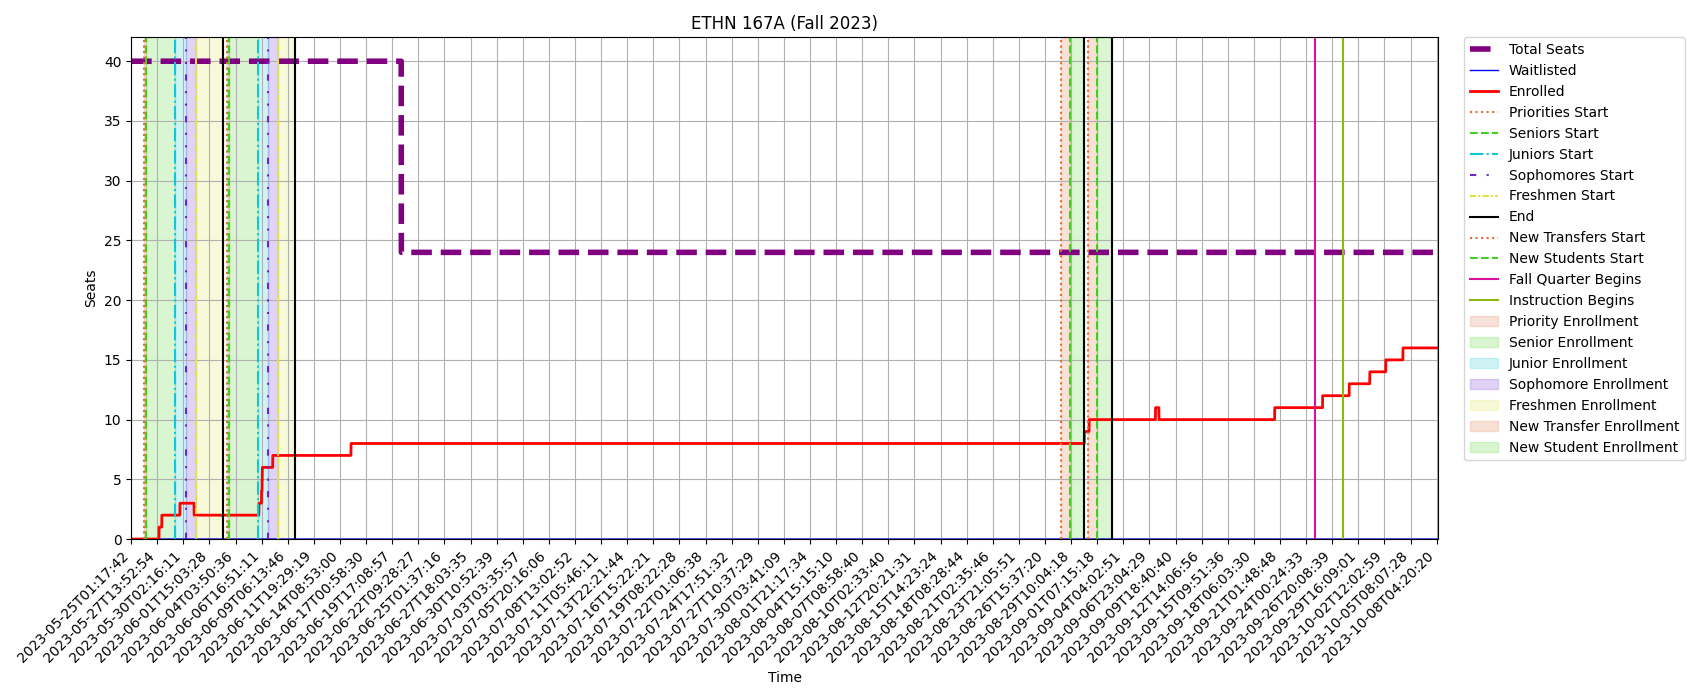 ETHN 167A (Fall 2023)
Seats
40
35
30
25
20
15
10
5
0
2023-05-25T01:17:42
2023-05-27T13:52:54
2023-05-30T02:16:11
2023-06-01T15:03:28
2023-06-04T03:50:36
2023-06-06T16:51:11
2023-06-09T06:13:46
2023-06-11T19:29:19
2023-06-14T08:53:00
2023-06-17T00:58:30
2023-06-19T17:08:57
2023-06-22T09:28:27
2023-06-25T01:37:16
2023-06-27T18:03:35
2023-06-30T10:52:39
2023-07-03T03:35:57
2023-07-05T20:16:06
2023-07-08T13:02:52
2023-07-11T05:46:11
2023-07-13T22:21:44
2023-07-16T15:22:21
2023-07-19T08:22:28
2023-07-22T01:06:38
2023-07-24T17:51:32
2023-07-27T10:37:29
2023-07-30T03:41:09
2023-08-01T21:17:34
2023-08-04T15:15:10
2023-08-07T08:58:40
2023-08-10T02:33:40
2023-08-12T20:21:31
2023-08-15T14:23:24
2023-08-18T08:28:44
2023-08-21T02:35:46
2023-08-23T21:05:51
2023-08-26T15:37:20
2023-08-29T10:04:18
2023-09-01T07:15:18
2023-09-04T04:02:51
2023-09-06T23:04:29
2023-09-09T18:40:40
2023-09-12T14:06:56
2023-09-15T09:51:36
2023-09-18T06:03:30
2023-09-21T01:48:48
2023-09-24T00:24:33
2023-09-26T20:08:39
2023-09-29T16:09:01
2023-10-02T12:02:59
2023-10-05T08:07:28
2023-10-08T04:20:20
Time
Total Seats
Waitlisted
Enrolled
Priorities Start
Seniors Start
Juniors Start
Sophomores Start
Freshmen Start
End
New Transfers Start
New Students Start
Fall Quarter Begins
Instruction Begins
Priority Enrollment
Senior Enrollment
Junior Enrollment
Sophomore Enrollment
Freshmen Enrollment
New Transfer Enrollment
New Student Enrollment